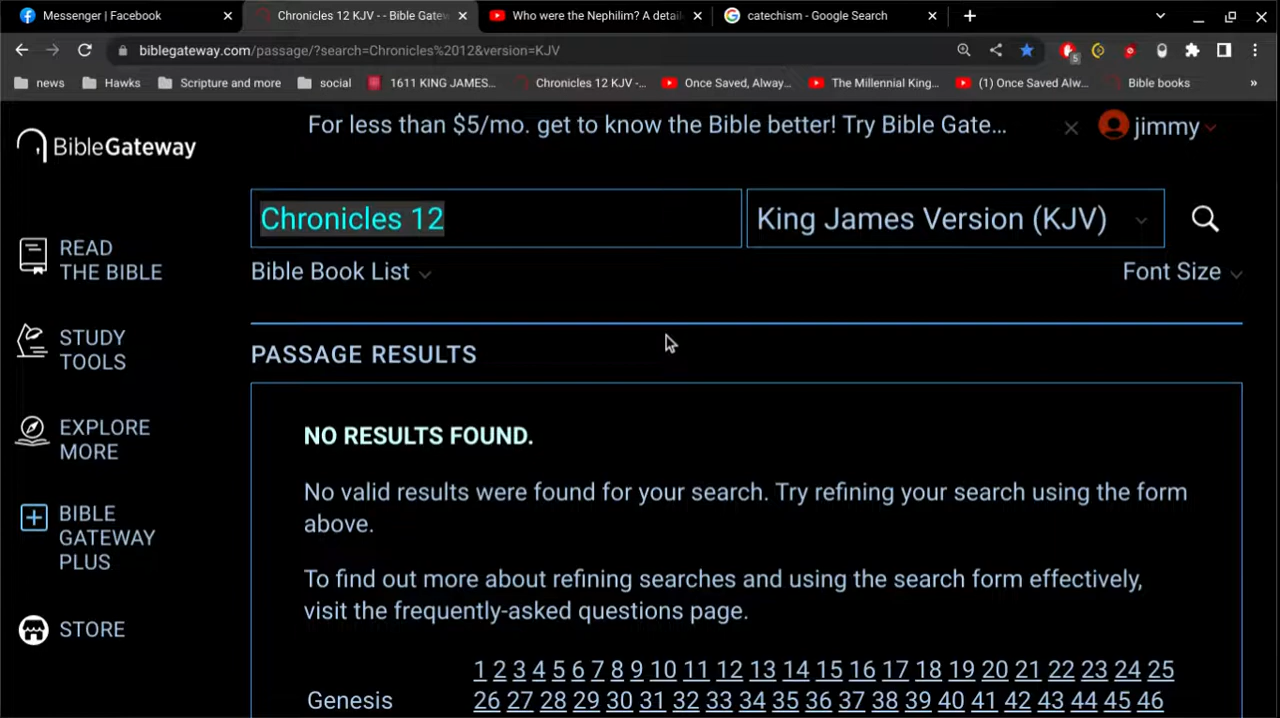 Messenger | Facebook
Chronicles 12 KJV - - Bible Gatew
Who were the Nephilim? A detai
catechism - Google Search
biblegateway.com/passage/?search=Chronicles%2012&version=KJV
5
news
Hawks
Scripture and more
social
1611 KING JAMES...
Chronicles 12 KJV -...
Once Saved, Alway...
The Millennial King...
(1) Once Saved Alw...
Bible books
»
For less than $5/mo. get to know the Bible better! Try Bible Gate...
jimmy
BibleGateway
Chronicles 12
King James Version (KJV)
Bible Book List
Font Size
READ
THE BIBLE
STUDY
TOOLS
EXPLORE
MORE
BIBLE
GATEWAY
PLUS
STORE
PASSAGE RESULTS
NO RESULTS FOUND.
No valid results were found for your search. Try refining your search using the form
above.
To find out more about refining searches and using the search form effectively,
visit the frequently-asked questions page.
1 2 3 4 5 6 7 8 9 10 11 12 13 14 15 16 17 18 19 20 21 22 23 24 25
Genesis 26 27 28 29 30 31 32 33 34 35 36 37 38 39 40 41 42 43 44 45 46